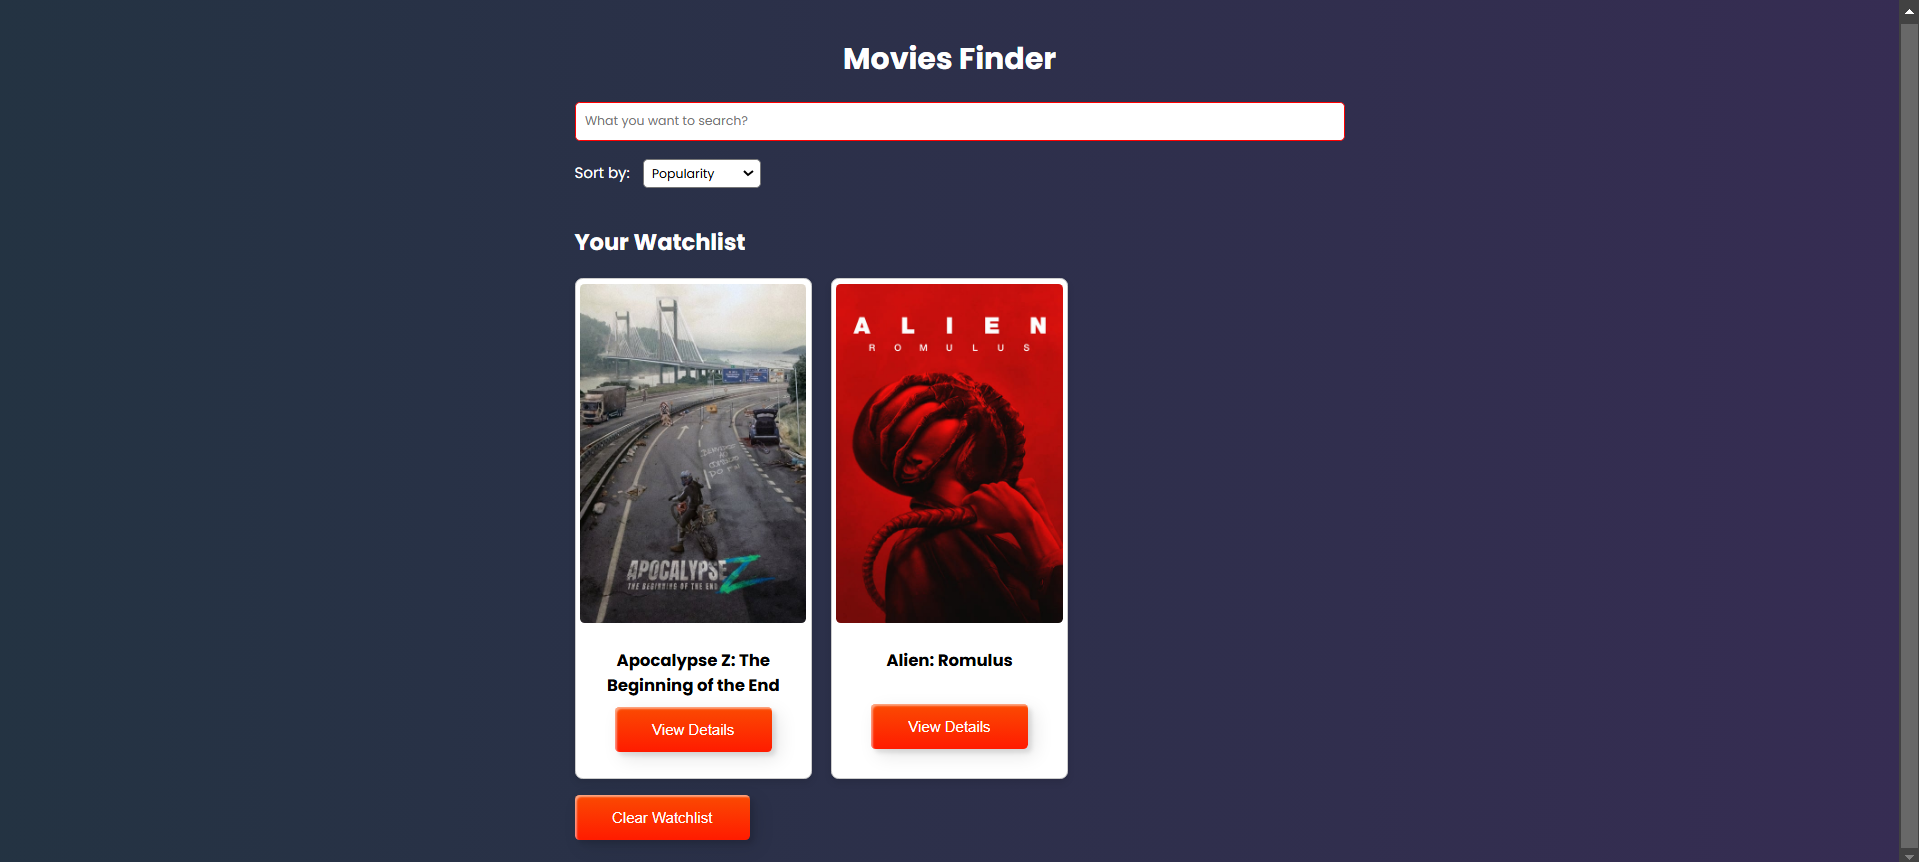 Movies Finder
What you want to search?
Sort by:
Popularity
Your Watchlist
APOCALYPSE Z
THE BEGINNING OF THE END
ALIEN
ROMULUS
Apocalypse Z: The
Beginning of the End
View Details
Alien: Romulus
View Details
Clear Watchlist